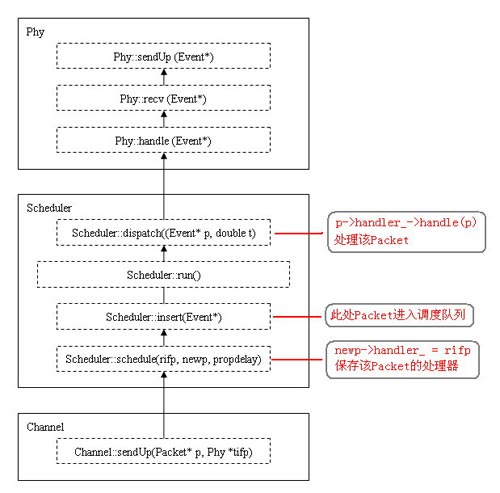 Phy
Phy::sendUp (Event*)
Phy::recv (Event*)
Phy::handle (Event*)
Scheduler
Scheduler::dispatch((Event* p, double t)
p->handler_->handle(p)
处理该Packet
Scheduler::run()
Scheduler::insert(Event*)
此处Packet进入调度队列
Scheduler::schedule(rifp, newp, propdelay)
newp->handler_ = rifp
保存该Packet的处理器
Channel
Channel::sendUp(Packet* p, Phy *tifp)